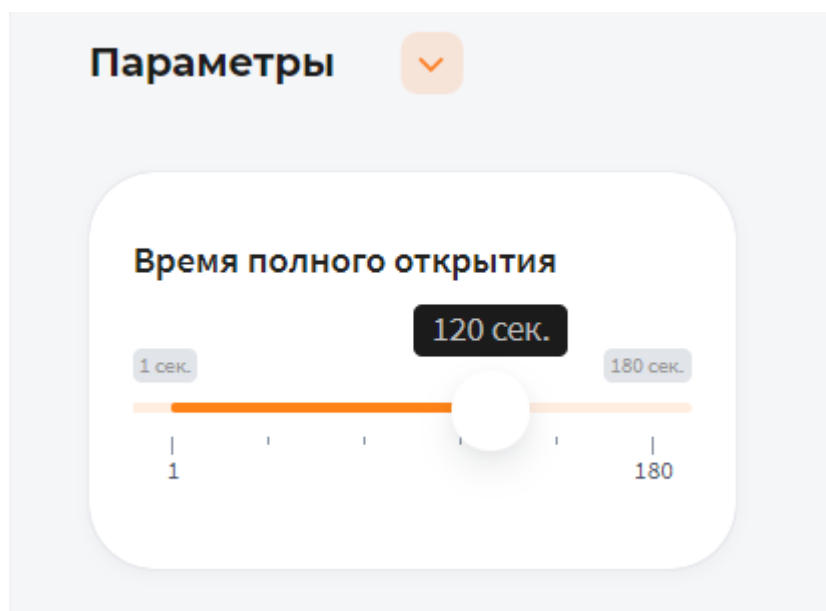 Параметры
Время полного открытия
120 сек.
1 сек.
180 сек.
1
180